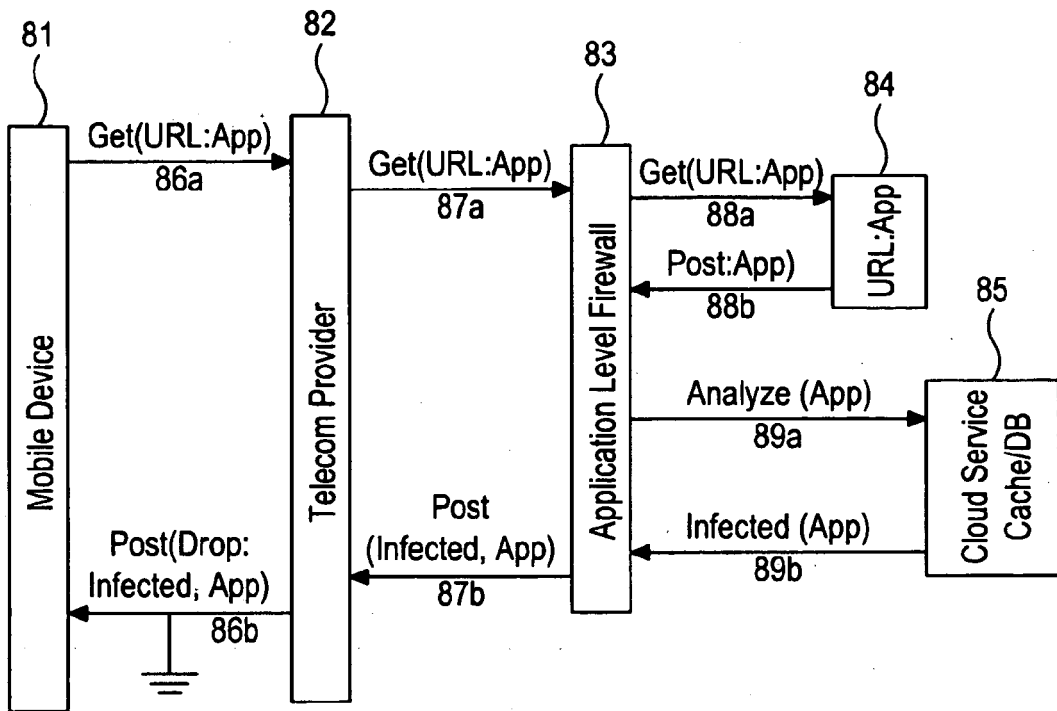 81
82
83
84
Get(URL:App)
86a
Get(URL:App)
87a
Get(URL:App)
88a
Post:App)
88b
URL:App
85
Analyze (App)
89a
Infected (App)
89b
Cloud Service
Cache/DB
Mobile Device
Telecom Provider
Application Level Firewall
Post
(Infected, App)
87b
Post(Drop:
Infected, App)
86b